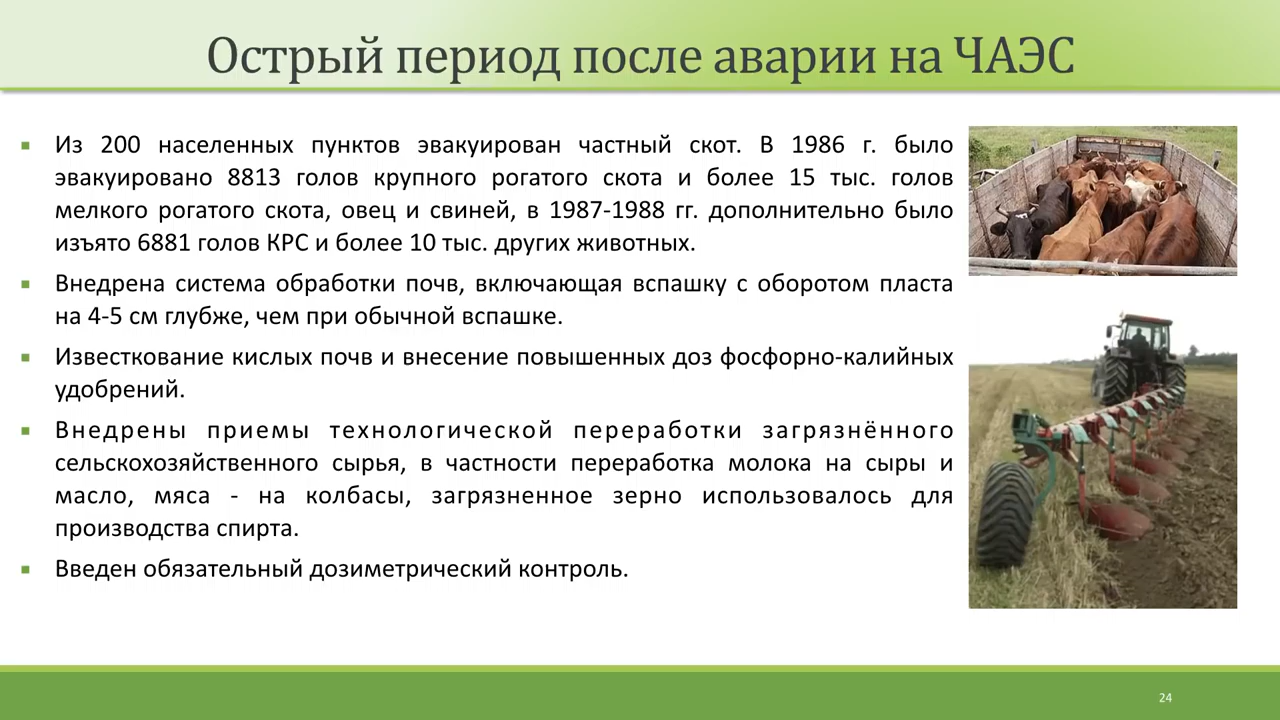 Острый период после аварии на ЧАЭС
Из 200 населенных пунктов эвакуирован частный скот. В 1986 г. было
эвакуировано 8813 голов крупного рогатого скота и более 15 тыс. голов
мелкого рогатого скота, овец и свиней, в 1987-1988 гг. дополнительно было
изъято 6881 голов КРС и более 10 тыс. других животных.
Внедрена система обработки почв, включающая вспашку с оборотом пласта
на 4-5 см глубже, чем при обычной вспашке.
Известкование кислых почв и внесение повышенных доз фосфорно-калийных
удобрений.
Внедрены приемы технологической переработки загрязнённого
сельскохозяйственного сырья, в частности переработка молока на сыры и
масло, мяса - на колбасы, загрязненное зерно использовалось для
производства спирта.
Введен обязательный дозиметрический контроль.
24